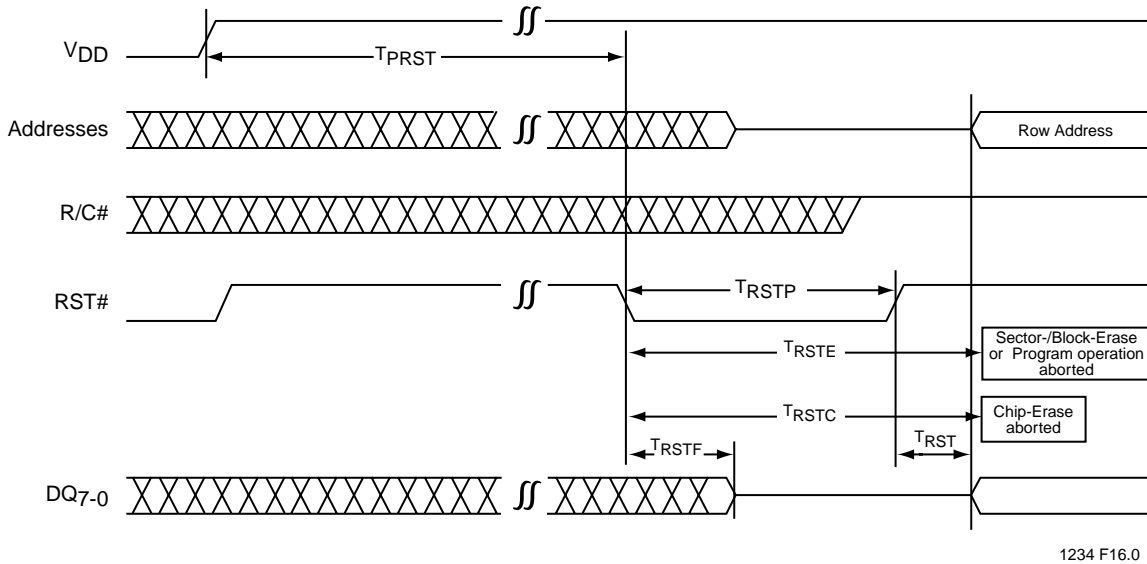 VDD
TPRST
Addresses
Row Address
R/C#
RST#
TRSTP
TRSTE
Sector-/Block-Erase
or Program operation
aborted
TRSTC
Chip-Erase
aborted
TRSTF
TRST
DQ7-0
1234 F16.0